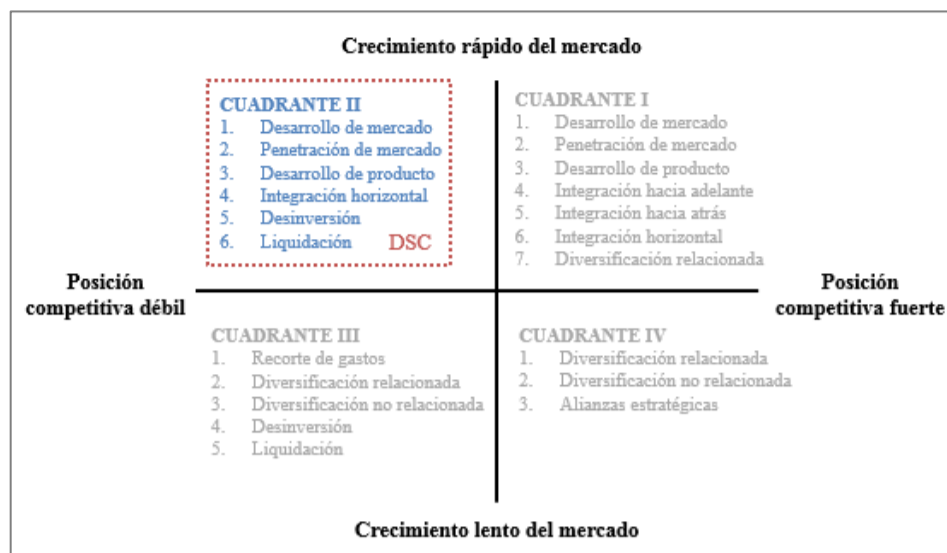 Crecimiento rápido del mercado
CUADRANTE II
1. Desarrollo de mercado
2. Penetración de mercado
3. Desarrollo de producto
4. Integración horizontal
5. Desinversión
6. Liquidación DSC
CUADRANTE I
1. Desarrollo de mercado
2. Penetración de mercado
3. Desarrollo de producto
4. Integración hacia adelante
5. Integración hacia atrás
6. Integración horizontal
7. Diversificación relacionada
Posición
competitiva débil
Posición
competitiva fuerte
CUADRANTE III
1. Recorte de gastos
2. Diversificación relacionada
3. Diversificación no relacionada
4. Desinversión
5. Liquidación
CUADRANTE IV
1. Diversificación relacionada
2. Diversificación no relacionada
3. Alianzas estratégicas
Crecimiento lento del mercado